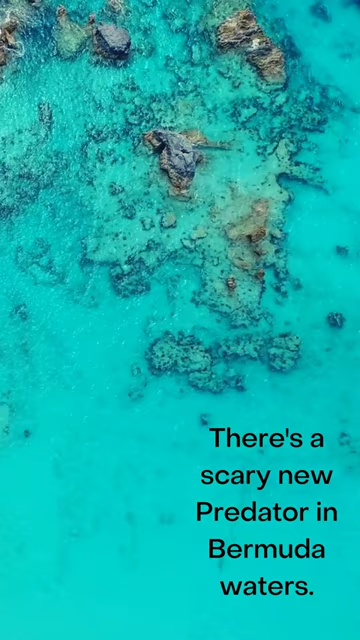 There's a
scary new
Predator in
Bermuda
waters.